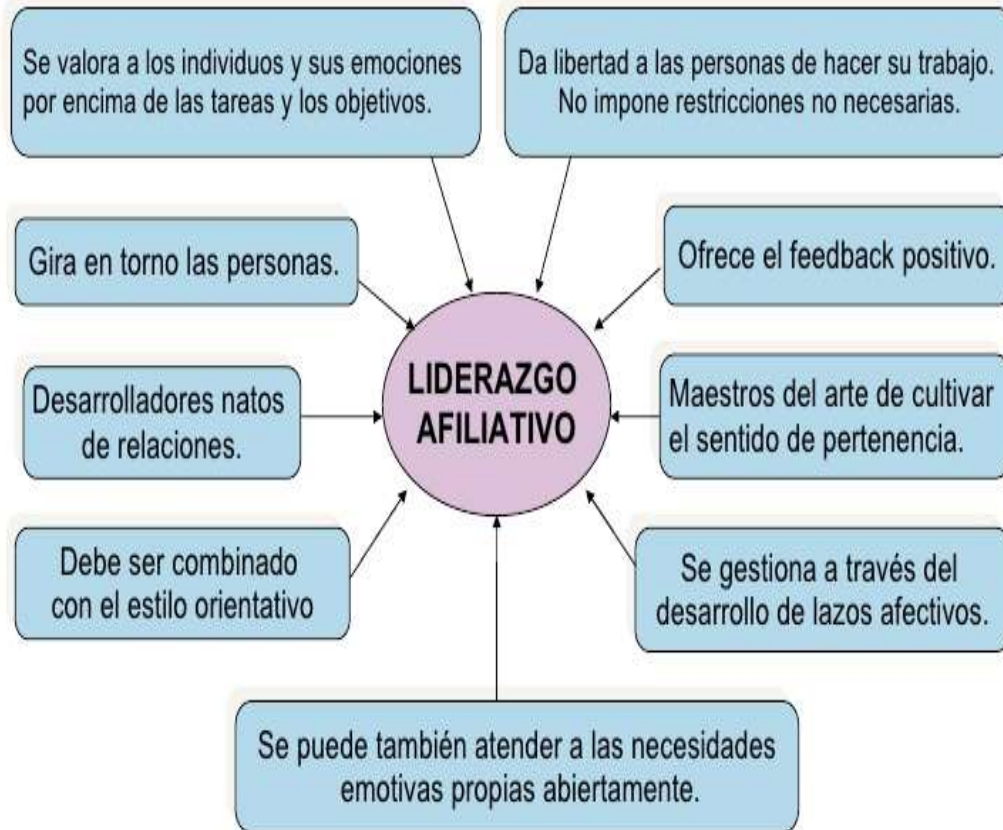 Se valora a los individuos y sus emociones
por encima de las tareas y los objetivos.
Da libertad a las personas de hacer su trabajo.
No impone restricciones no necesarias.
Gira en torno las personas.
Ofrece el feedback positivo.
LIDERAZGO
AFILIATIVO
Desarrolladores natos
de relaciones.
Maestros del arte de cultivar
el sentido de pertenencia.
Debe ser combinado
con el estilo orientativo
Se gestiona a través del
desarrollo de lazos afectivos.
Se puede también atender a las necesidades
emotivas propias abiertamente.